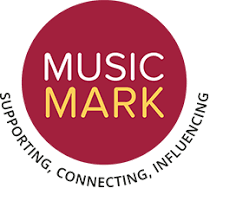 MUSIC
MARK
SUPPORTING, CONNECTING, INFLUENCING